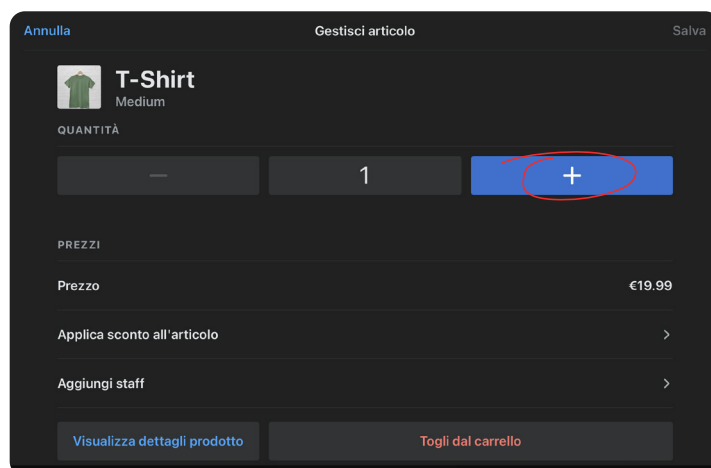 Annulla Gestisci articolo Salva
T-Shirt
Medium
QUANTITÀ
— 1 +
PREZZI
Prezzo €19.99
Applica sconto all'articolo >
Aggiungi staff >
Visualizza dettagli prodotto Togli dal carrello